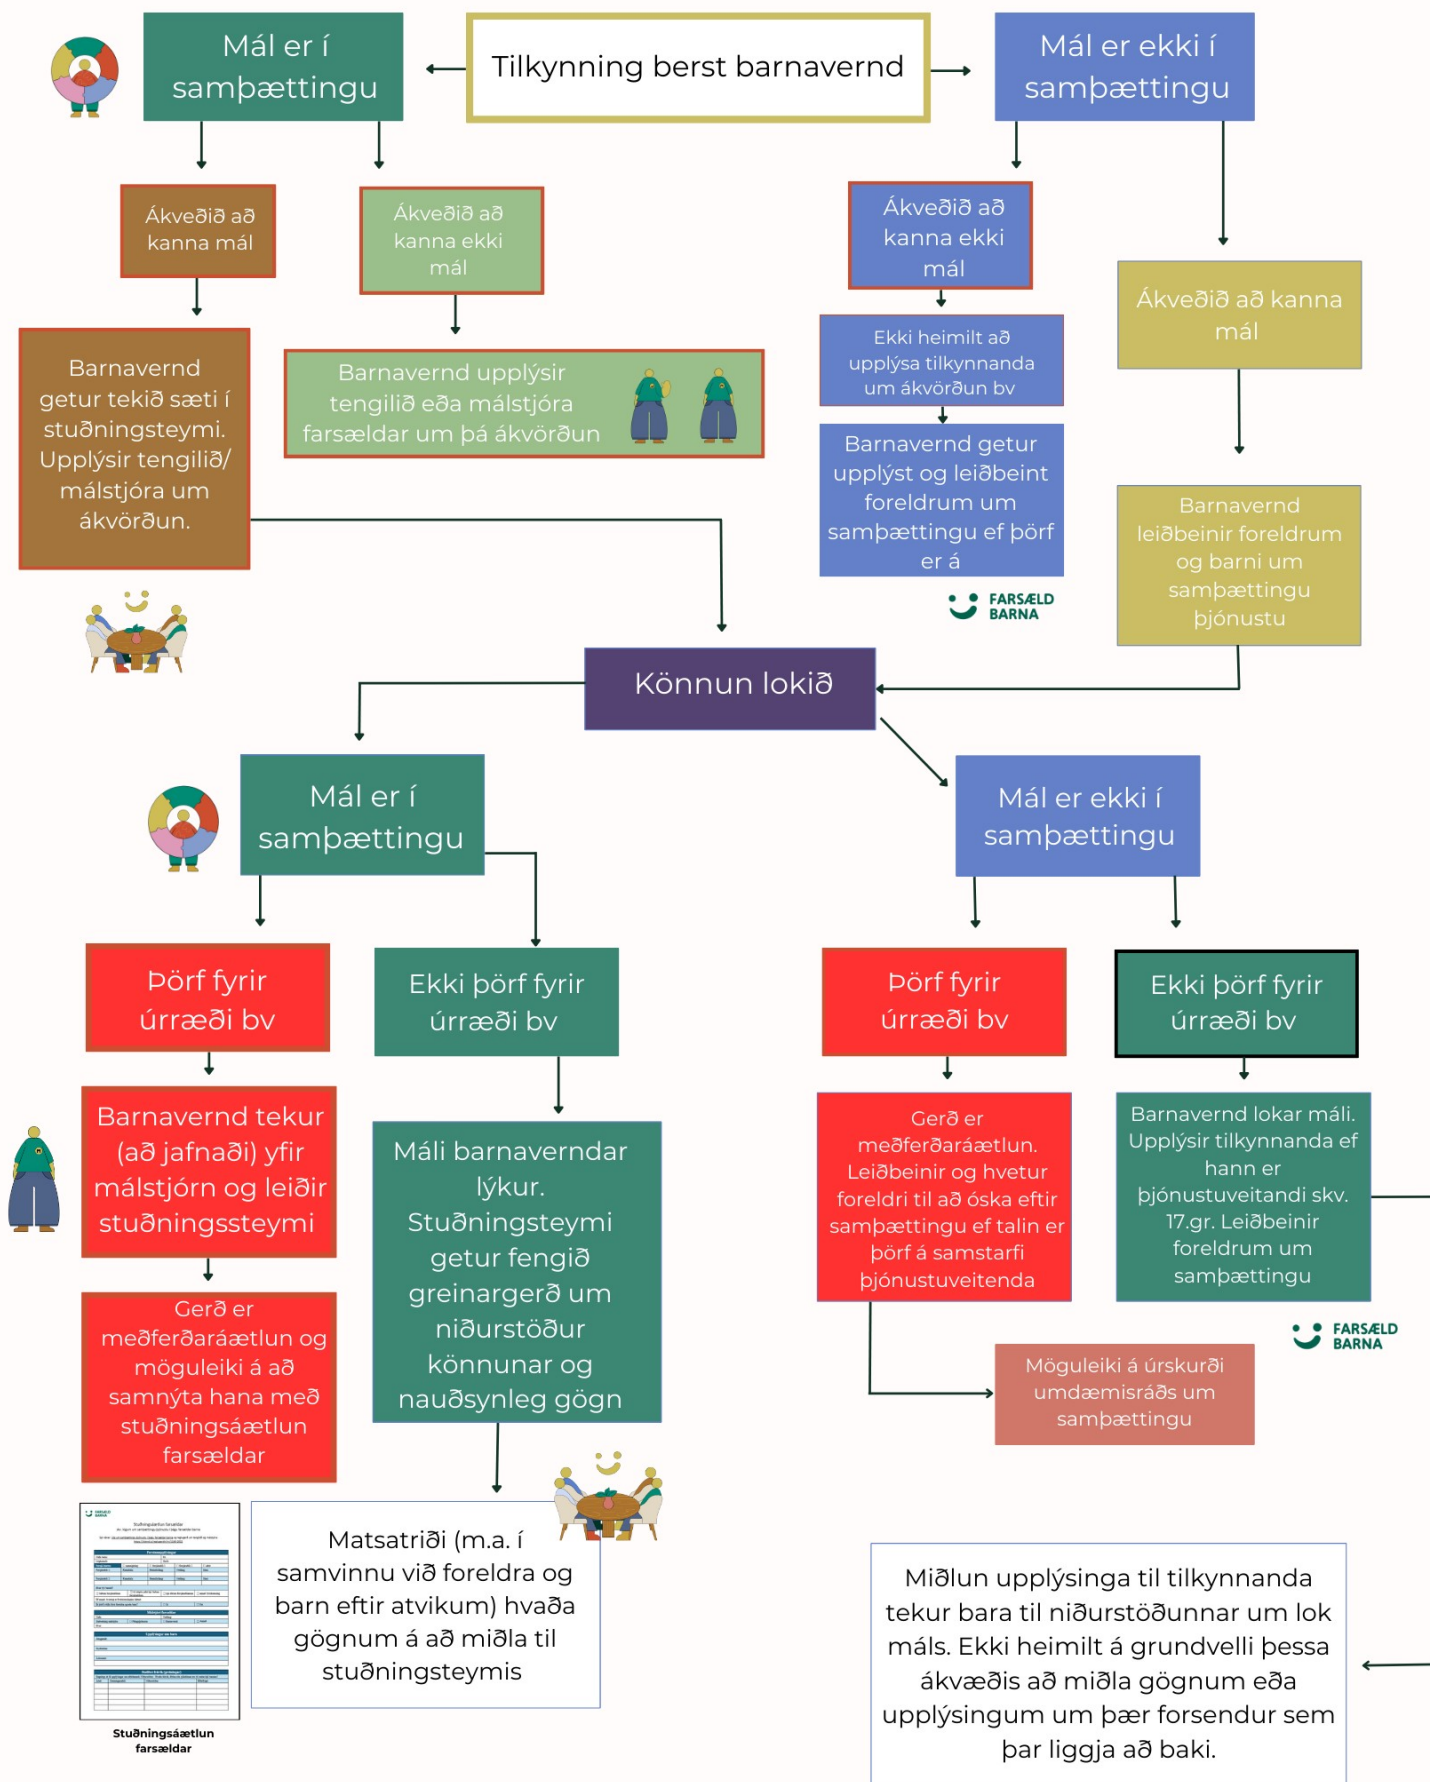 Mál er í
samþættingu
Tilkynning berst barnavernd
Mál er ekki í
samþættingu
Ákveðið að
kanna mál
Ákveðið að
kanna ekki
mál
Ákveðið að
kanna ekki
mál
Ákveðið að kanna
mál
Barnavernd
getur tekið sæti í
stuðningsteymi.
Upplýsir tengilið/
málstjóra um
ákvörðun.
Barnavernd upplýsir
tengilið eða málstjóra
farsældar um þá ákvörðun
Ekki heimilt að
upplýsa tilkynnanda
um ákvörðun bv
Barnavernd getur
upplýst og leiðbeint
foreldrum um
samþættingu ef þörf
er á
Barnavernd
leiðbeinir foreldrum
og barni um
samþættingu
þjónustu
FARSÆLD
BARNA
Könnun lokið
Mál er í
samþættingu
Mál er ekki í
samþættingu
Þörf fyrir
úrræði bv
Ekki þörf fyrir
úrræði bv
Þörf fyrir
úrræði bv
Ekki þörf fyrir
úrræði bv
Barnavernd tekur
(að jafnaði) yfir
málstjórn og leiðir
stuðningssteymi
Máli barnaverndar
lýkur.
Stuðningsteymi
getur fengið
greinargerð um
niðurstöður
könnunar og
nauðsynleg gögn
Gerð er
meðferðaráætlun.
Leiðbeinir og hvetur
foreldri til að óska eftir
samþættingu ef talin er
þörf á samstarfi
þjónustuveitenda
Barnavernd lokar máli.
Upplýsir tilkynnanda ef
hann er
þjónustuveitandi skv.
17.gr. Leiðbeinir
foreldrum um
samþættingu
Gerð er
meðferðaráætlun og
möguleiki á að
samnýta hana með
stuðningsáætlun
farsældar
FARSÆLD
BARNA
Möguleiki á úrskurði
umdæmisráðs um
samþættingu
Matsatriði (m.a. í
samvinnu við foreldra og
barn eftir atvikum) hvaða
gögnum á að miðla til
stuðningsteymis
Miðlun upplýsinga til tilkynnanda
tekur bara til niðurstöðunnar um lok
máls. Ekki heimilt á grundvelli þessa
ákvæðis að miðla gögnum eða
upplýsingum um þær forsendur sem
þar liggja að baki.
Stuðningsáætlun
farsældar